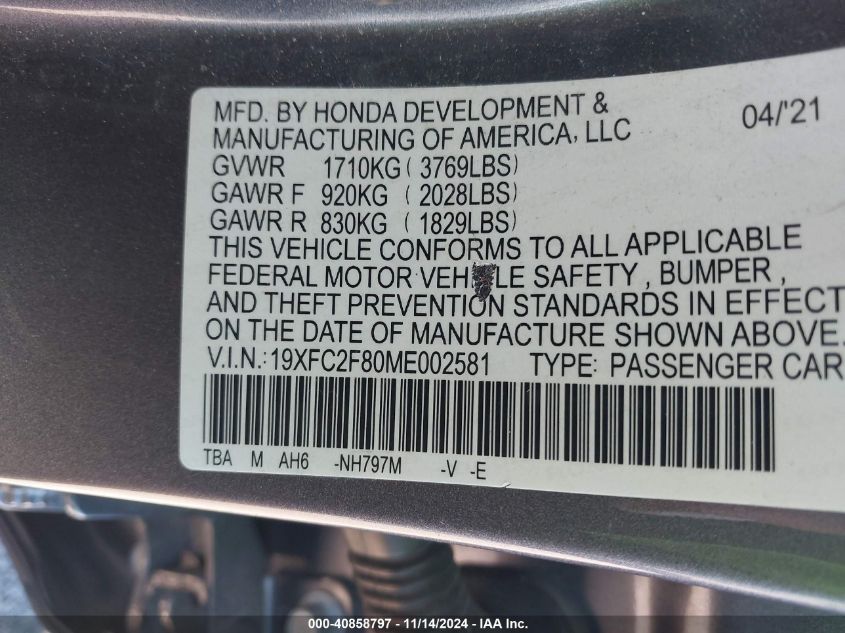 MFD. BY HONDA DEVELOPMENT & 04/'21
MANUFACTURING OF AMERICA, LLC
GVWR 1710KG ( 3769LBS)
GAWR F 920KG ( 2028LBS)
GAWR R 830KG ( 1829LBS)
THIS VEHICLE CONFORMS TO ALL APPLICABLE
FEDERAL MOTOR VEHICLE SAFETY , BUMPER ,
AND THEFT PREVENTION STANDARDS IN EFFECT
ON THE DATE OF MANUFACTURE SHOWN ABOVE.
V.I.N.: 19XFC2F80ME002581 TYPE: PASSENGER CAR
TBA M AH6 -NH797M -V -E
000-40858797 — 11/14/2024 — IAA Inc.